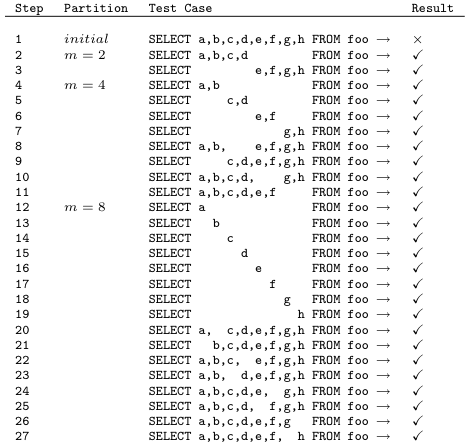 Step Partition Test Case Result
1 initial SELECT a,b,c,d,e,f,g,h FROM foo → ×
2 m = 2 SELECT a,b,c,d FROM foo → ✓
3 SELECT e,f,g,h FROM foo → ✓
4 m = 4 SELECT a,b FROM foo → ✓
5 SELECT c,d FROM foo → ✓
6 SELECT e,f FROM foo → ✓
7 SELECT g,h FROM foo → ✓
8 SELECT a,b, e,f,g,h FROM foo → ✓
9 SELECT c,d,e,f,g,h FROM foo → ✓
10 SELECT a,b,c,d, g,h FROM foo → ✓
11 SELECT a,b,c,d,e,f FROM foo → ✓
12 m = 8 SELECT a FROM foo → ✓
13 SELECT b FROM foo → ✓
14 SELECT c FROM foo → ✓
15 SELECT d FROM foo → ✓
16 SELECT e FROM foo → ✓
17 SELECT f FROM foo → ✓
18 SELECT g FROM foo → ✓
19 SELECT h FROM foo → ✓
20 SELECT a, c,d,e,f,g,h FROM foo → ✓
21 SELECT b,c,d,e,f,g,h FROM foo → ✓
22 SELECT a,b,c, e,f,g,h FROM foo → ✓
23 SELECT a,b, d,e,f,g,h FROM foo → ✓
24 SELECT a,b,c,d,e, g,h FROM foo → ✓
25 SELECT a,b,c,d, f,g,h FROM foo → ✓
26 SELECT a,b,c,d,e,f,g FROM foo → ✓
27 SELECT a,b,c,d,e,f, h FROM foo → ✓